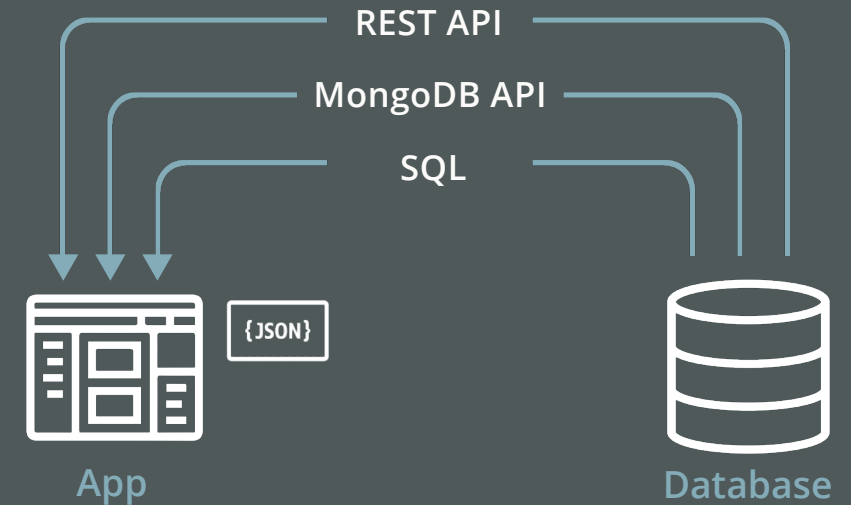 REST API
MongoDB API
SQL
{JSON}
App
Database